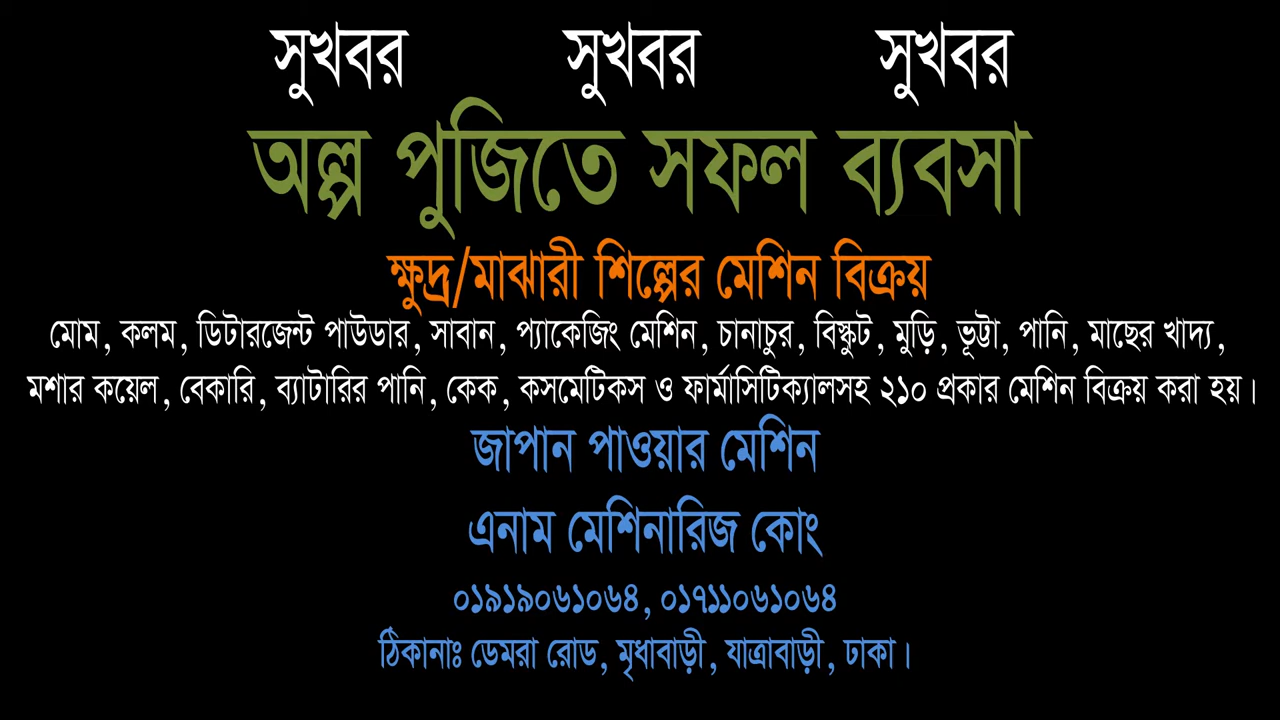 সুখবর সুখবর সুখবর
অল্প পুজিতে সফল ব্যবসা
ক্ষুদ্র/মাঝারী শিল্পের মেশিন বিক্রয়
মোম, কলম, ডিটারজেন্ট পাউডার, সাবান, প্যাকেজিং মেশিন, চানাচুর, বিস্কুট, মুড়ি, ভূট্টা, পানি, মাছের খাদ্য,
মশার কয়েল, বেকারি, ব্যাটারির পানি, কেক, কসমেটিকস ও ফার্মাসিটিক্যালসহ ২১০ প্রকার মেশিন বিক্রয় করা হয়।
জাপান পাওয়ার মেশিন
এনাম মেশিনারিজ কোং
০১৯১৯০৬১০৬৪, ০১৭১১০৬১০৬৪
ঠিকানাঃ ডেমরা রোড, মৃধাবাড়ী, যাত্রাবাড়ী, ঢাকা।